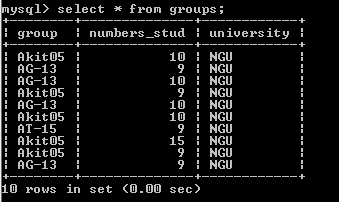 mysql> select * from groups;
+---------+--------------+------------+
| group | numbers_stud | university |
+---------+--------------+------------+
| Akit05 | 10 | NGU |
| AG-13 | 9 | NGU |
| AG-13 | 10 | NGU |
| Akit05 | 9 | NGU |
| AG-13 | 10 | NGU |
| Akit05 | 10 | NGU |
| AT-15 | 9 | NGU |
| Akit05 | 15 | NGU |
| Akit05 | 9 | NGU |
| AG-13 | 9 | NGU |
+---------+--------------+------------+
10 rows in set (0.00 sec)